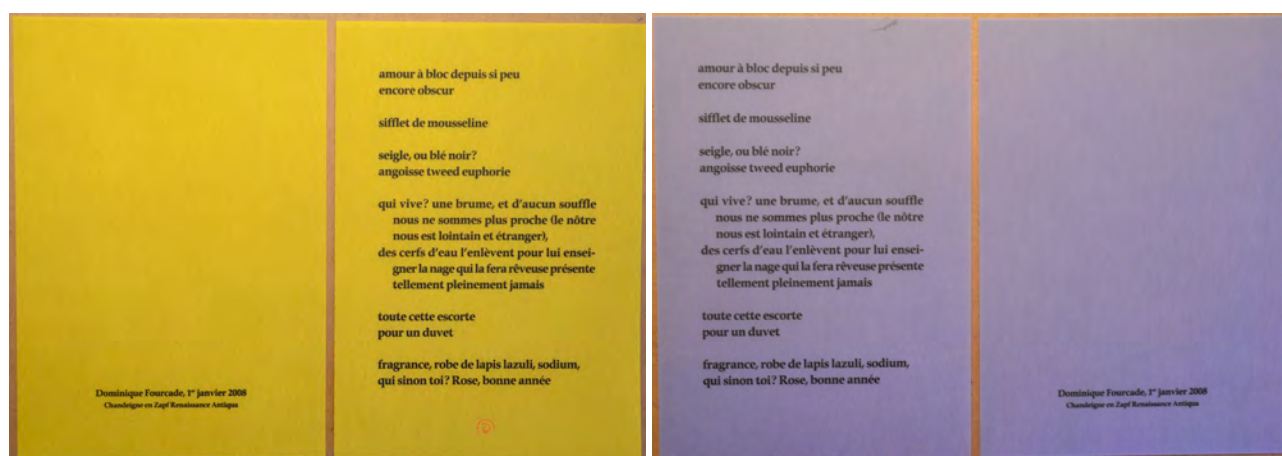 Dominique Fourcade, 1er janvier 2008
Chandeigne en Zapf Renaissance Antiqua
amour à bloc depuis si peu
encore obscur
sifflet de mousseline
seigle, ou blé noir?
angoisse tweed euphorie
qui vive? une brume, et d'aucun souffle
nous ne sommes plus proche (le nôtre
nous est lointain et étranger),
des cerfs d'eau l'enlèvent pour lui ensei-
gner la nage qui la fera rêveuse présente
tellement pleinement jamais
toute cette escorte
pour un duvet
fragrance, robe de lapis lazuli, sodium,
qui sinon toi? Rose, bonne année
amour à bloc depuis si peu
encore obscur
sifflet de mousseline
seigle, ou blé noir?
angoisse tweed euphorie
qui vive? une brume, et d'aucun souffle
nous ne sommes plus proche (le nôtre
nous est lointain et étranger),
des cerfs d'eau l'enlèvent pour lui ensei-
gner la nage qui la fera rêveuse présente
tellement pleinement jamais
toute cette escorte
pour un duvet
fragrance, robe de lapis lazuli, sodium,
qui sinon toi? Rose, bonne année
Dominique Fourcade, 1er janvier 2008
Chandeigne en Zapf Renaissance Antiqua